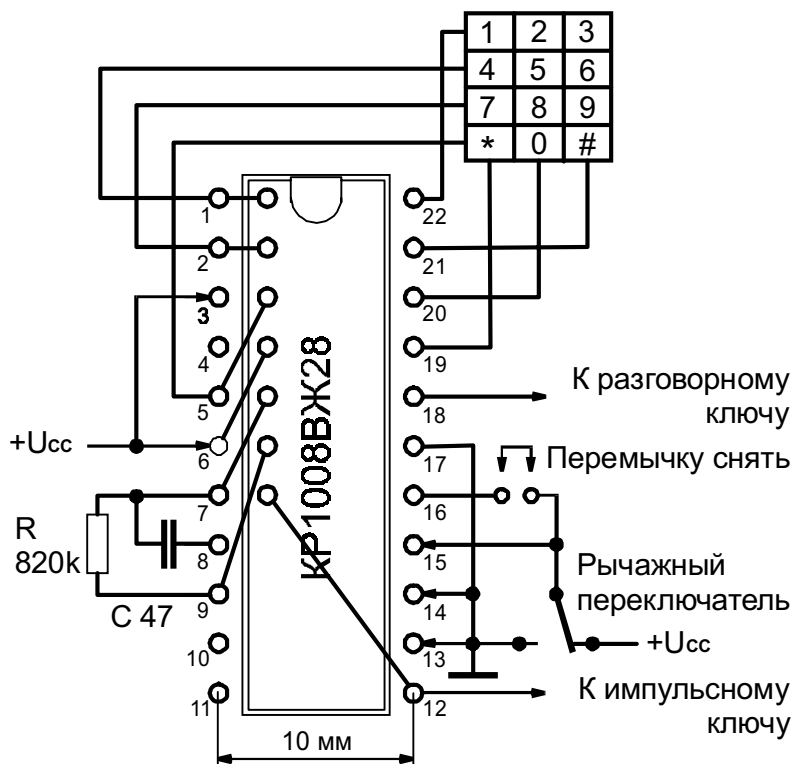 1 2 3
4 5 6
7 8 9
* 0 #
1
2
3
4
5
6
7
8
9
10
11
22
21
20
19
18
17
16
15
14
13
12
КР1008ВЖ28
+Ucc
R
820k
C 47
К разговорному
ключу
Перемычку снять
Рычажный
переключатель
+Ucc
К импульсному
ключу
10 мм